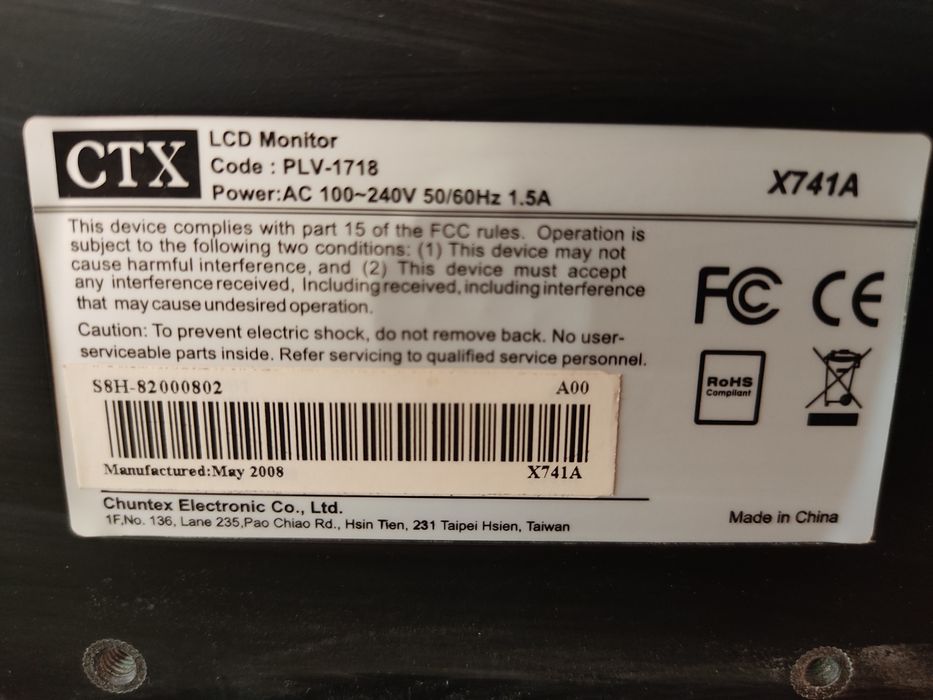 CTX
LCD Monitor
Code : PLV-1718
Power:AC 100~240V 50/60Hz 1.5A
X741A
This device complies with part 15 of the FCC rules. Operation is
subject to the following two conditions: (1) This device may not
cause harmful interference, and (2) This device must accept
any interference received, Including received, including interference
that may cause undesired operation.
Caution: To prevent electric shock, do not remove back. No user-
serviceable parts inside. Refer servicing to qualified service personnel.
FC CE
RoHS
Compliant
S8H-82000802 A00
Manufactured:May 2008 X741A
Chuntex Electronic Co., Ltd.
1F,No. 136, Lane 235,Pao Chiao Rd., Hsin Tien, 231 Taipei Hsien, Taiwan
Made in China